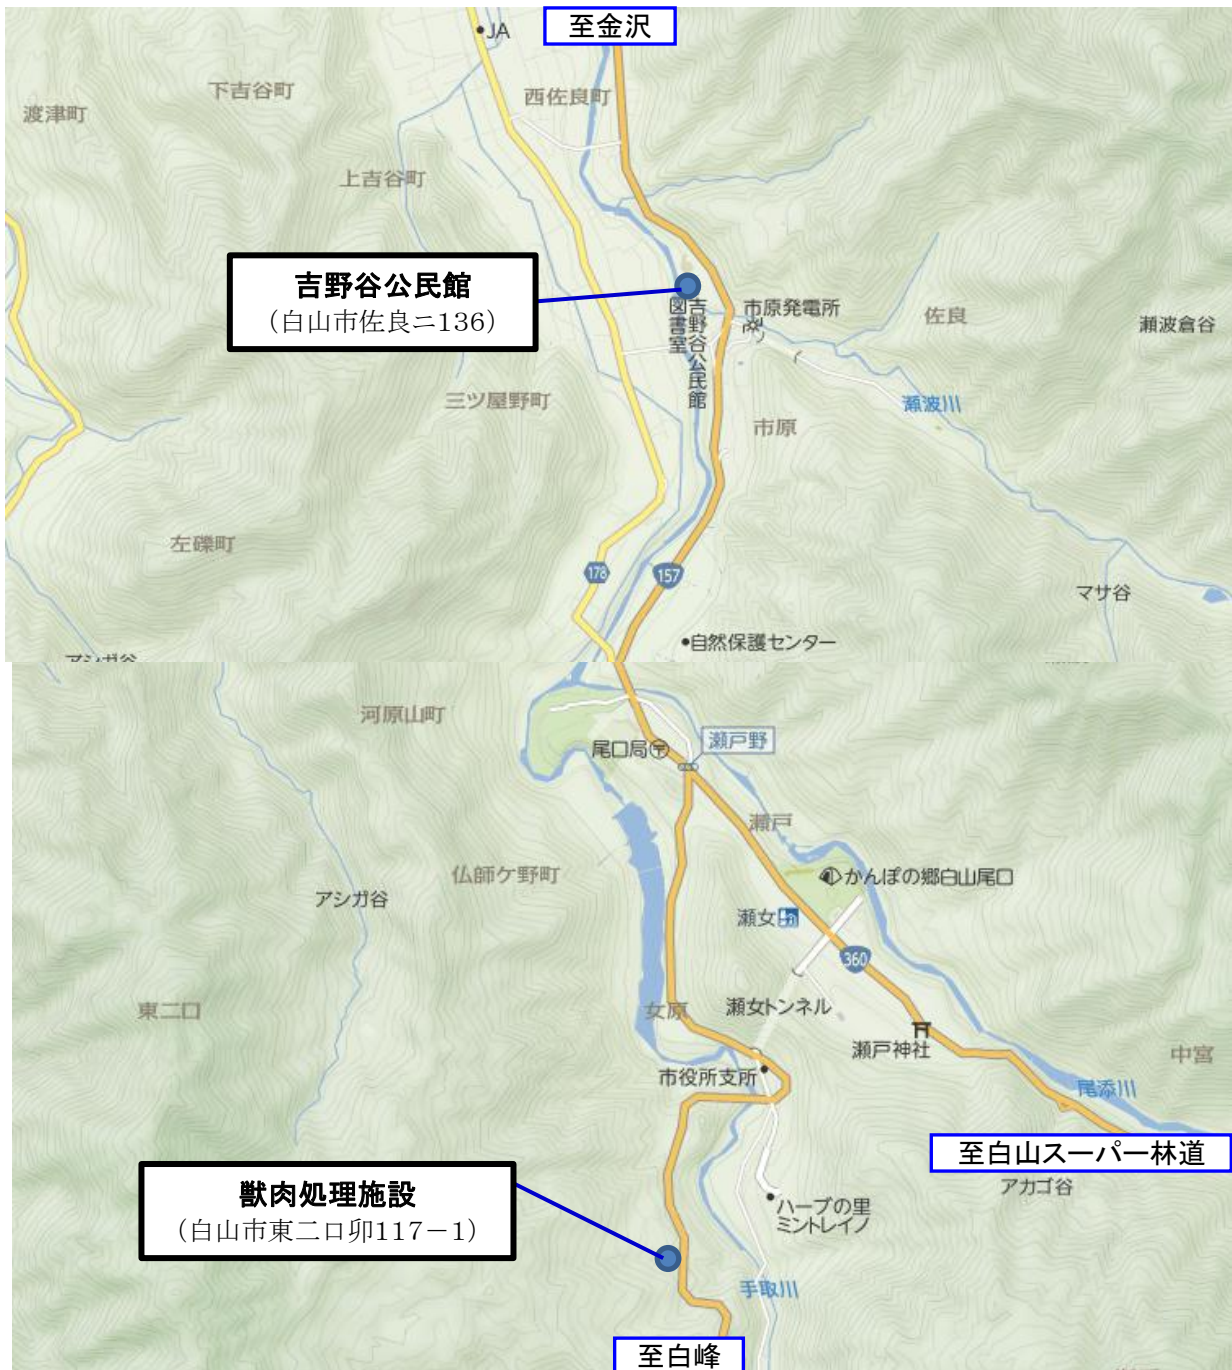 至金沢
JA
下吉谷町
西佐良町
渡津町
上吉谷町
吉野谷公民館
(白山市佐良ニ136)
吉野谷公民館
図書室
市原発電所
佐良
瀬波倉谷
三ツ屋野町
瀬波川
市原
左礫町
178
157
マサ谷
自然保護センター
アシガ谷
河原山町
尾口局
瀬戸野
瀬戸
仏師ケ野町
かんぽの郷白山尾口
アシガ谷
瀬女
360
東二口
女原
瀬女トンネル
瀬戸神社
中宮
市役所支所
尾添川
至白山スーパー林道
アカゴ谷
獣肉処理施設
(白山市東二口卯117-1)
ハーブの里
ミントレイノ
手取川
至白峰